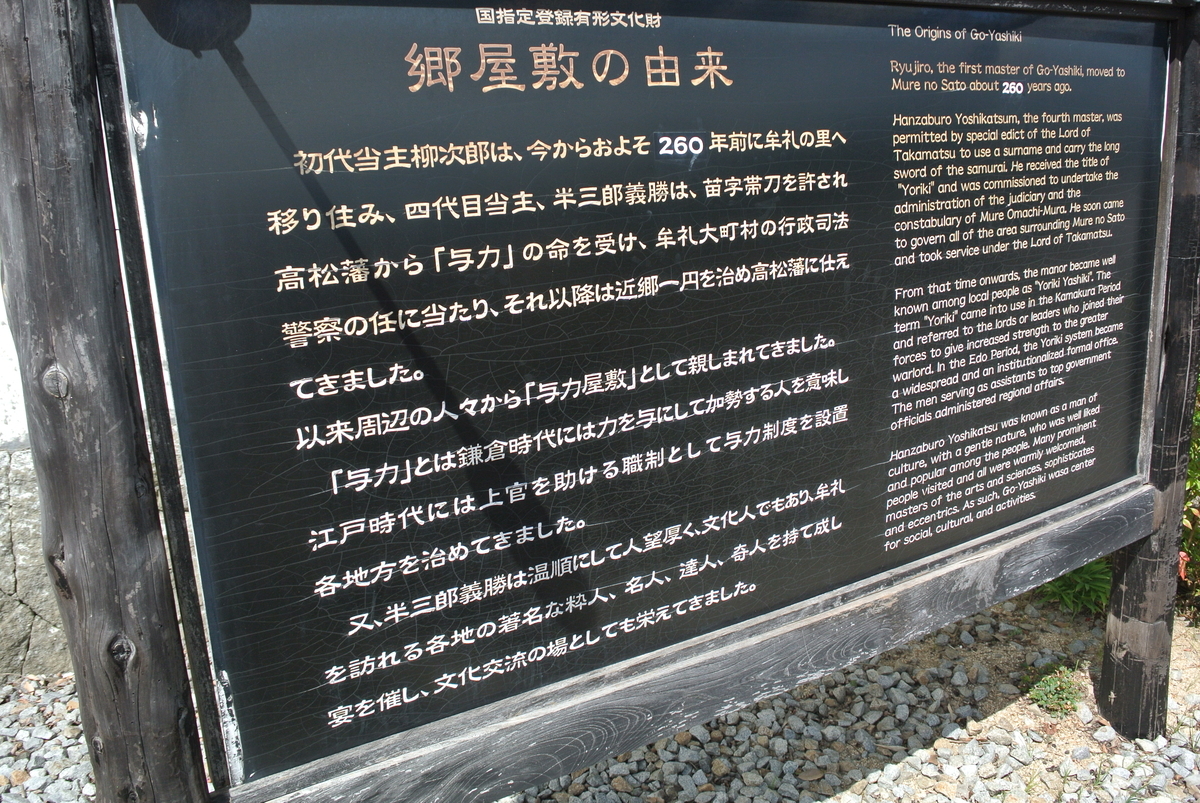 国指定登録有形文化財
郷屋敷の由来
初代当主柳次郎は、今からおよそ 260 年前に牟礼の里へ
移り住み、四代目当主、半三郎義勝は、苗字帯刀を許され
高松藩から「与力」の命を受け、牟礼大町村の行政司法
警察の任に当たり、それ以降は近郷一円を治め高松藩に仕え
てきました。
以来周辺の人々から「与力屋敷」として親しまれてきました。
「与力」とは鎌倉時代には力を与にして加勢する人を意味し
江戸時代には上官を助ける職制として与力制度を設置
各地方を治めてきました。
又、半三郎義勝は温順にして人望厚く、文化人でもあり、牟礼
を訪れる各地の著名な粋人、名人、達人、奇人を持て成し
宴を催し、文化交流の場としても栄えてきました。
The Origins of Go-Yashiki
Ryujiro, the first master of Go-Yashiki, moved to
Mure no Sato about 260 years ago.
Hanzaburo Yoshikatsum, the fourth master, was
permitted by special edict of the Lord of
Takamatsu to use a surname and carry the long
sword of the samurai. He received the title of
"Yoriki" and was commissioned to undertake the
administration of the judiciary and the
constabulary of Mure Omachi-Mura. He soon came
to govern all of the area surrounding Mure no Sato
and took service under the Lord of Takamatsu.
From that time onwards, the manor became well
known among local people as "Yoriki Yashiki". The
term "Yoriki" came into use in the Kamakura Period
and referred to the lords or leaders who joined their
forces to give increased strength to the greater
warlord. In the Edo Period, the Yoriki system became
a widespread and an institutionalized formal office.
The men serving as assistants to top government
officials administered regional affairs.
Hanzaburo Yoshikatsu was known as a man of
culture, with a gentle nature, who was well liked
and popular among the people. Many prominent
people visited and all were warmly welcomed,
masters of the arts and sciences, sophisticates
and eccentrics. As such, Go-Yashiki wasa center
for social, cultural, and activities.